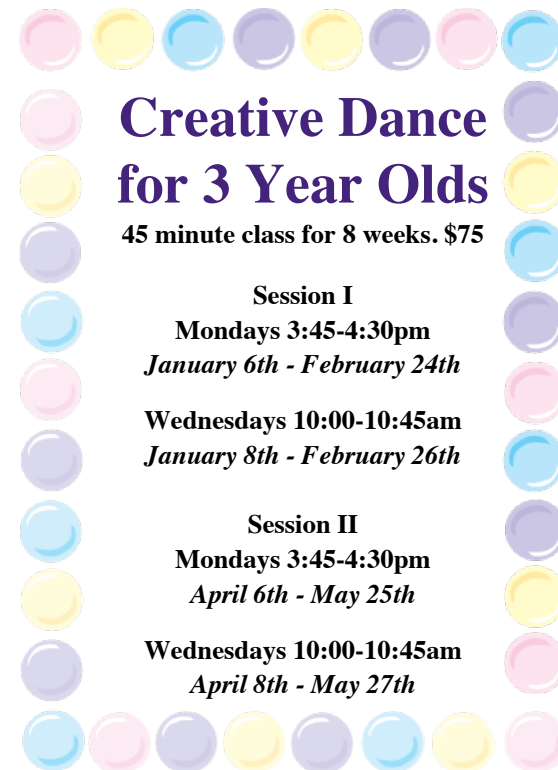 Creative Dance
for 3 Year Olds
45 minute class for 8 weeks. $75
Session I
Mondays 3:45-4:30pm
January 6th - February 24th
Wednesdays 10:00-10:45am
January 8th - February 26th
Session II
Mondays 3:45-4:30pm
April 6th - May 25th
Wednesdays 10:00-10:45am
April 8th - May 27th